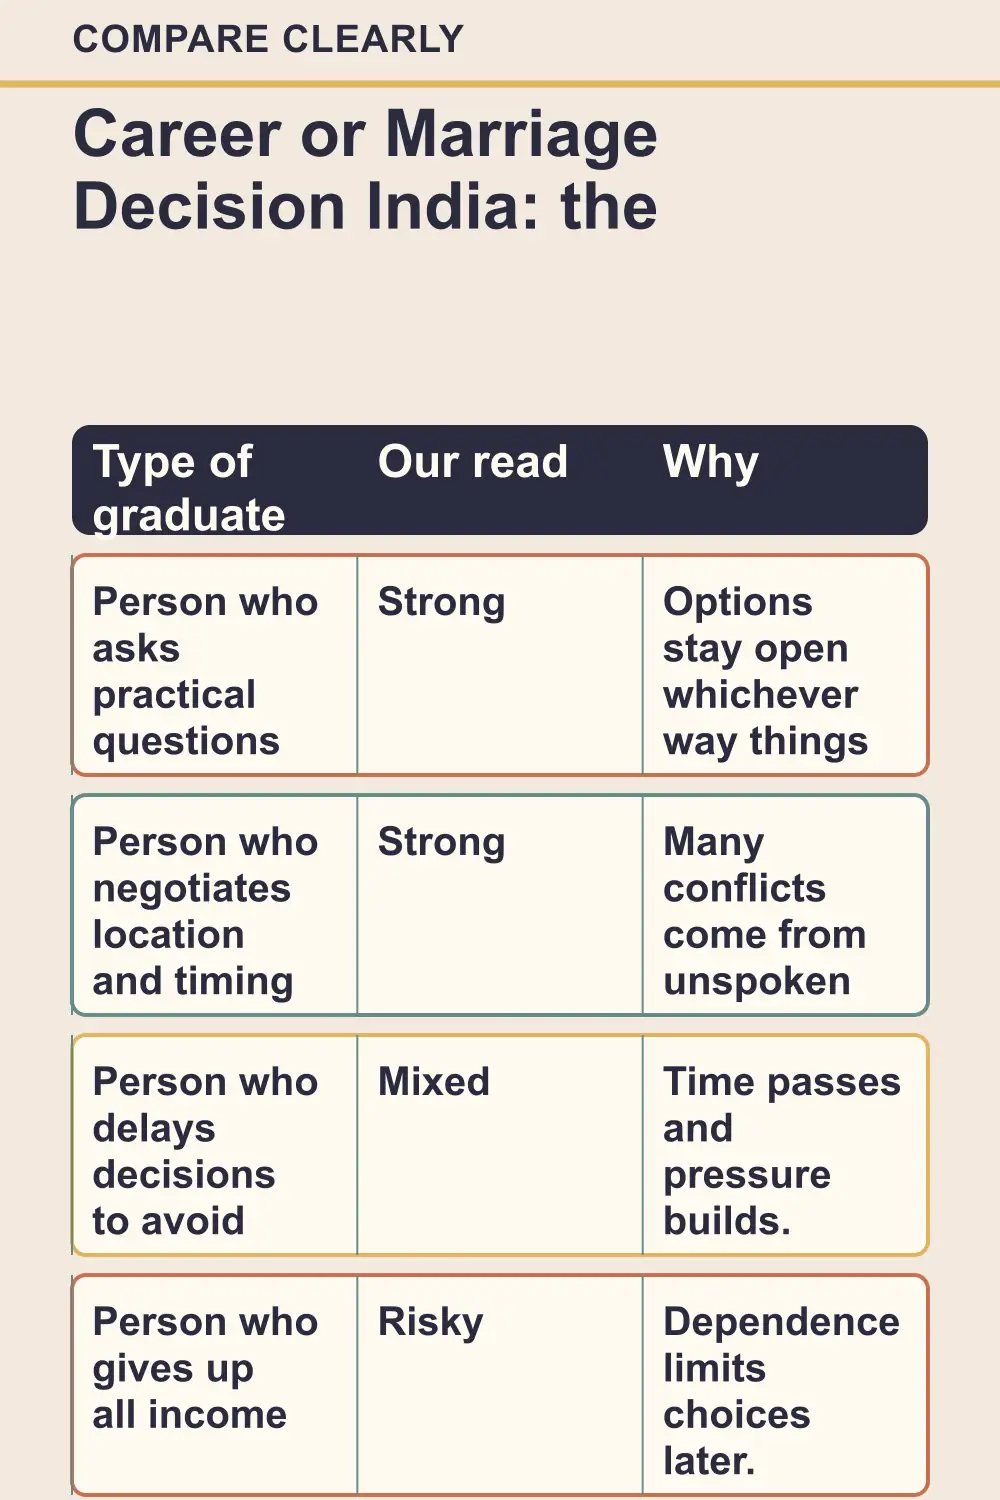 COMPARE CLEARLY
Career or Marriage
Decision India: the
Type of
graduate
Our read
Why
Person who
asks
practical
questions
Strong
Options
stay open
whichever
way things
Person who
negotiates
location
and timing
Strong
Many
conflicts
come from
unspoken
Person who
delays
decisions
to avoid
Mixed
Time passes
and
pressure
builds.
Person who
gives up
all income
Risky
Dependence
limits
choices
later.